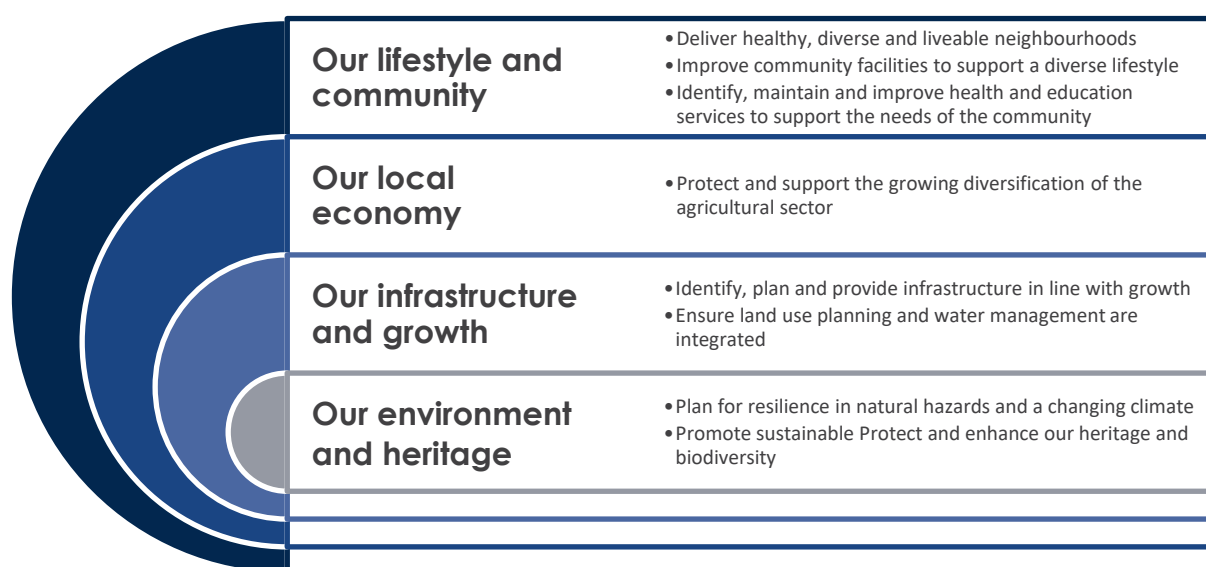 Our lifestyle and
community
•Deliver healthy, diverse and liveable neighbourhoods
•Improve community facilities to support a diverse lifestyle
•Identify, maintain and improve health and education
services to support the needs of the community
Our local
economy
•Protect and support the growing diversification of the
agricultural sector
Our infrastructure
and growth
•Identify, plan and provide infrastructure in line with growth
•Ensure land use planning and water management are
integrated
Our environment
and heritage
•Plan for resilience in natural hazards and a changing climate
•Promote sustainable Protect and enhance our heritage and
biodiversity